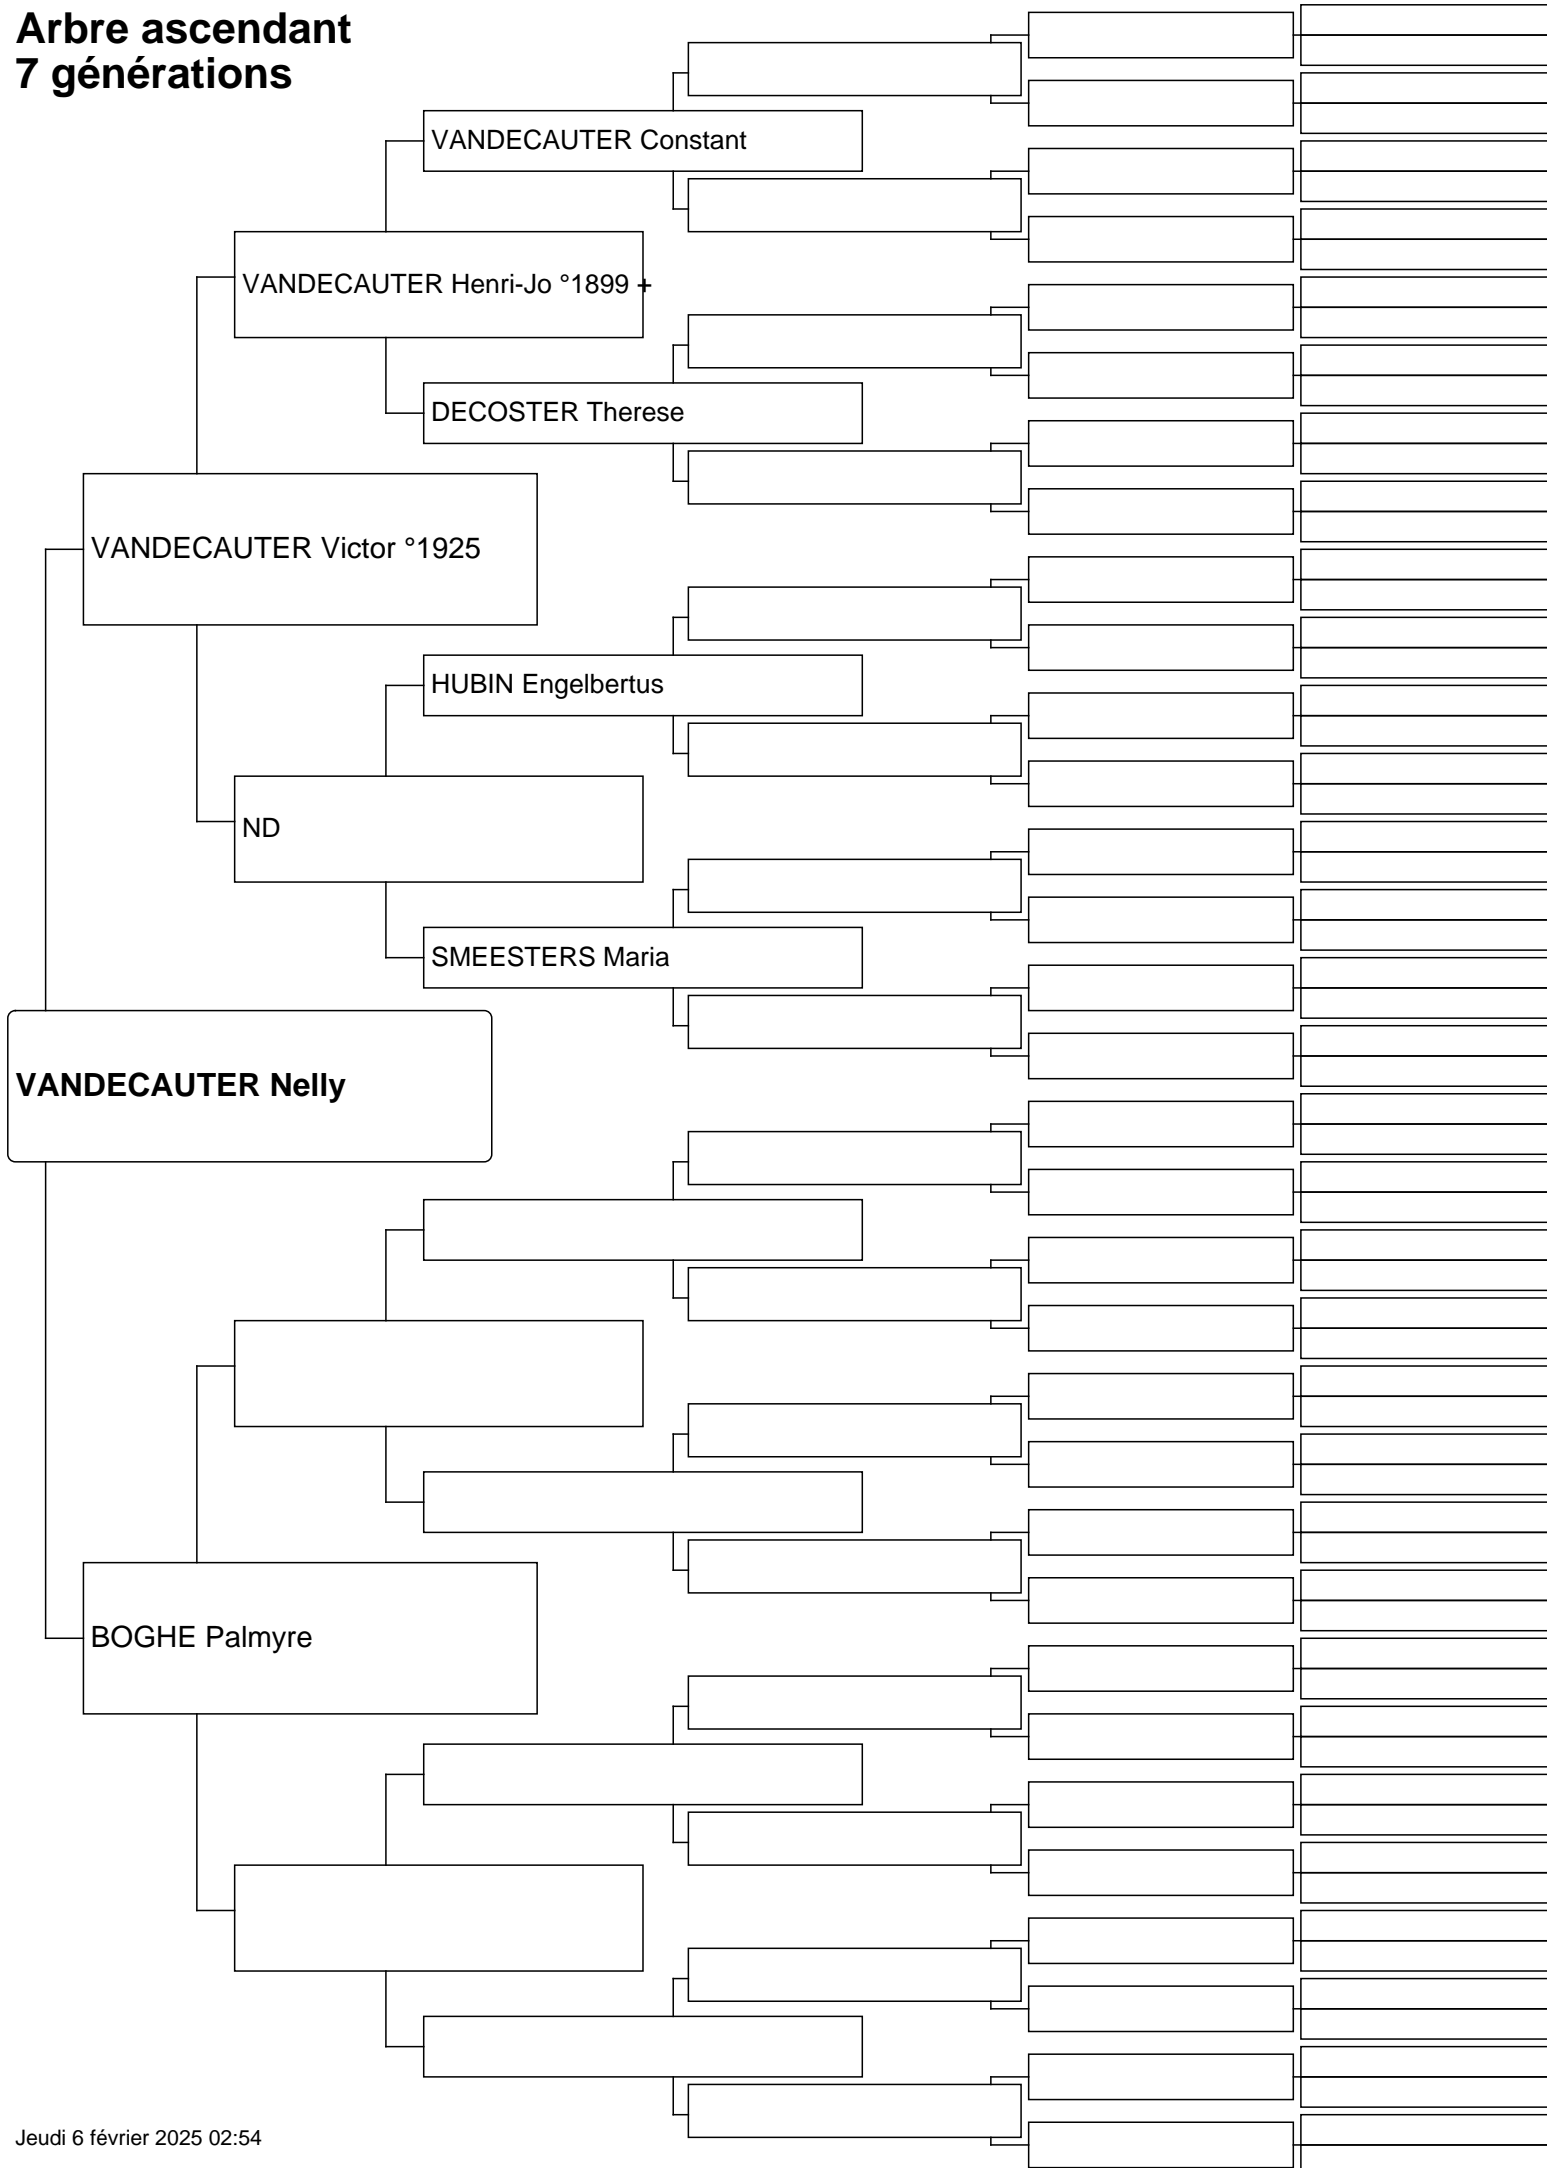 Arbre ascendant
7 générations
VANDECAUTER Constant
VANDECAUTER Henri-Jo °1899 +
DECOSTER Therese
VANDECAUTER Victor °1925
HUBIN Engelbertus
ND
SMEESTERS Maria
VANDECAUTER Nelly
BOGHE Palmyre
Jeudi 6 février 2025 02:54